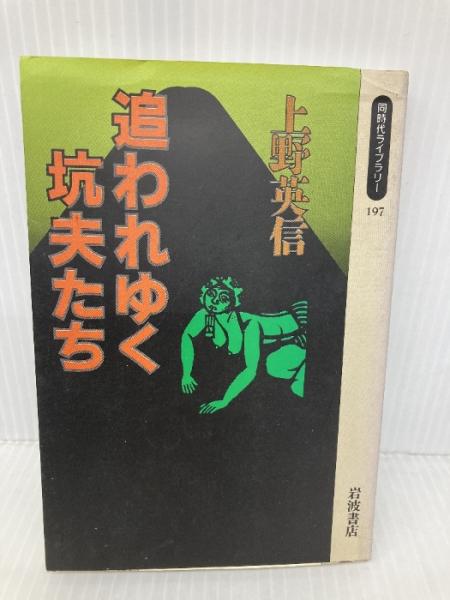 同時代ライブラリー
197
上野英信
追われゆく
坑夫たち
岩波書店